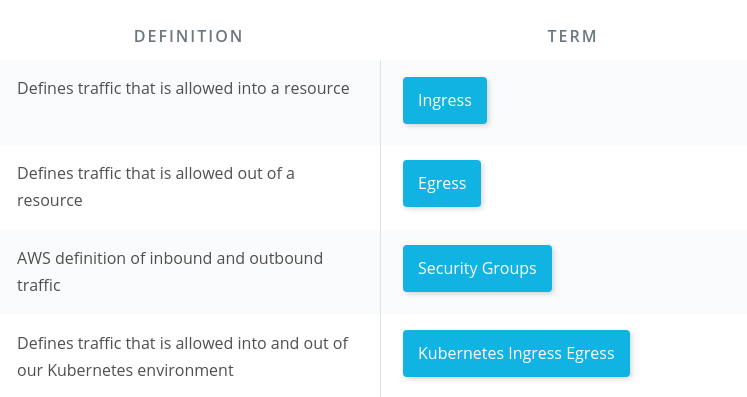 DEFINITION TERM
Defines traffic that is allowed into a resource
Ingress
Defines traffic that is allowed out of a
resource
Egress
AWS definition of inbound and outbound
traffic
Security Groups
Defines traffic that is allowed into and out of
our Kubernetes environment
Kubernetes Ingress Egress